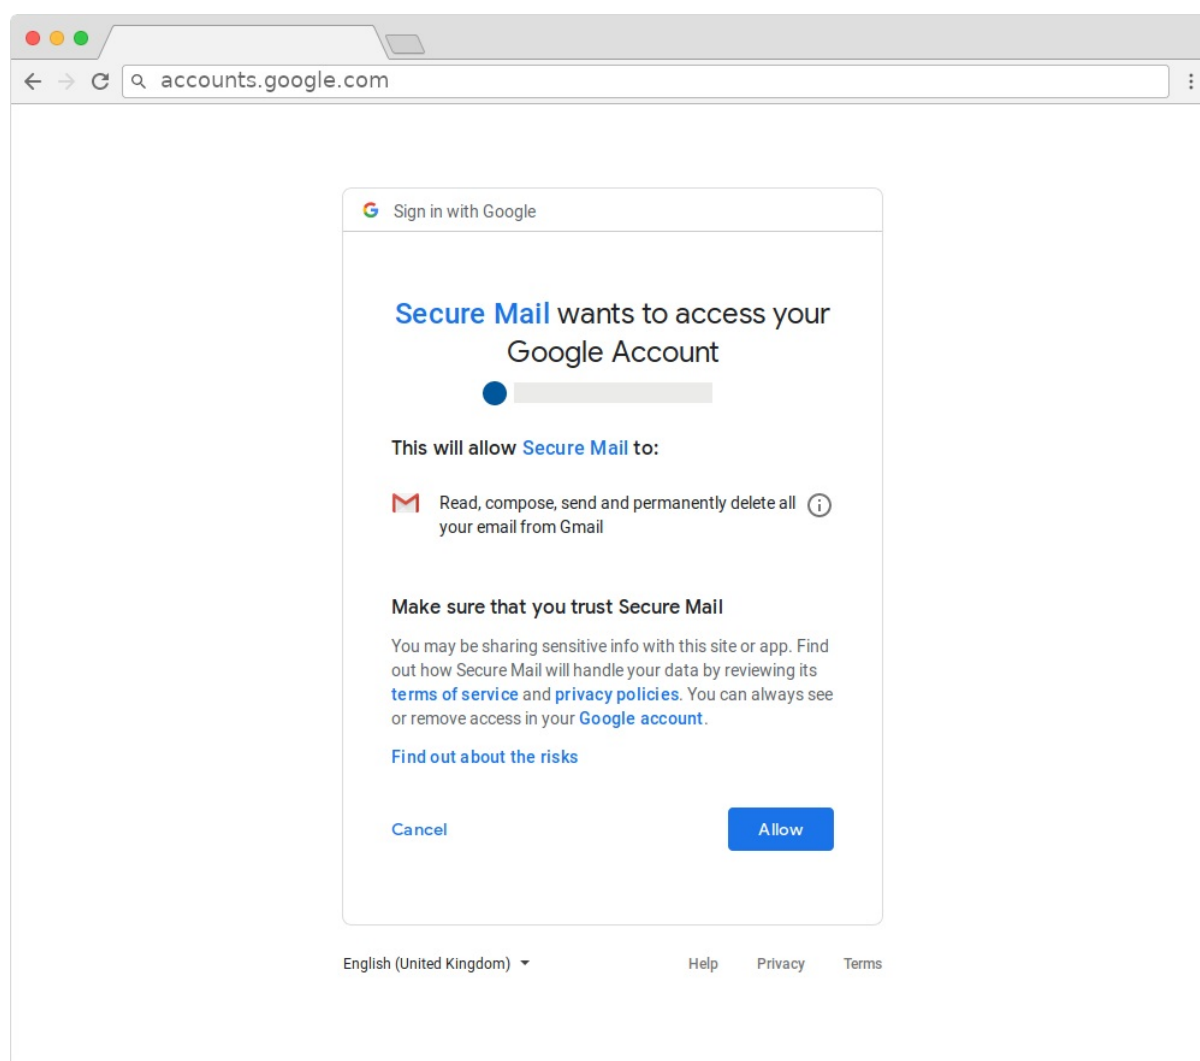 accounts.google.com
Sign in with Google
Secure Mail wants to access your
Google Account
This will allow Secure Mail to:
Read, compose, send and permanently delete all
your email from Gmail
Make sure that you trust Secure Mail
You may be sharing sensitive info with this site or app. Find
out how Secure Mail will handle your data by reviewing its
terms of service and privacy policies. You can always see
or remove access in your Google account.
Find out about the risks
Cancel
Allow
English (United Kingdom)
Help
Privacy
Terms